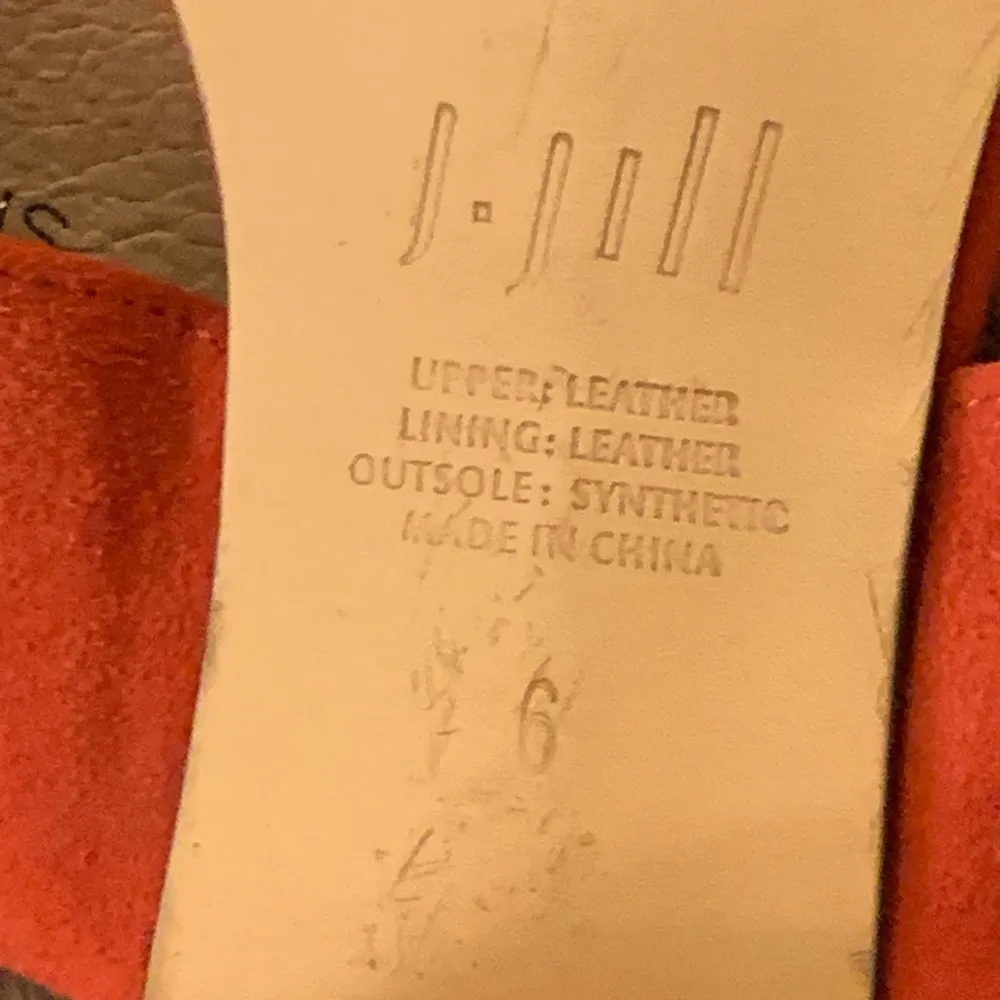 J.Jill
UPPER: LEATHER
LINING: LEATHER
OUTSOLE: SYNTHETIC
MADE IN CHINA
6